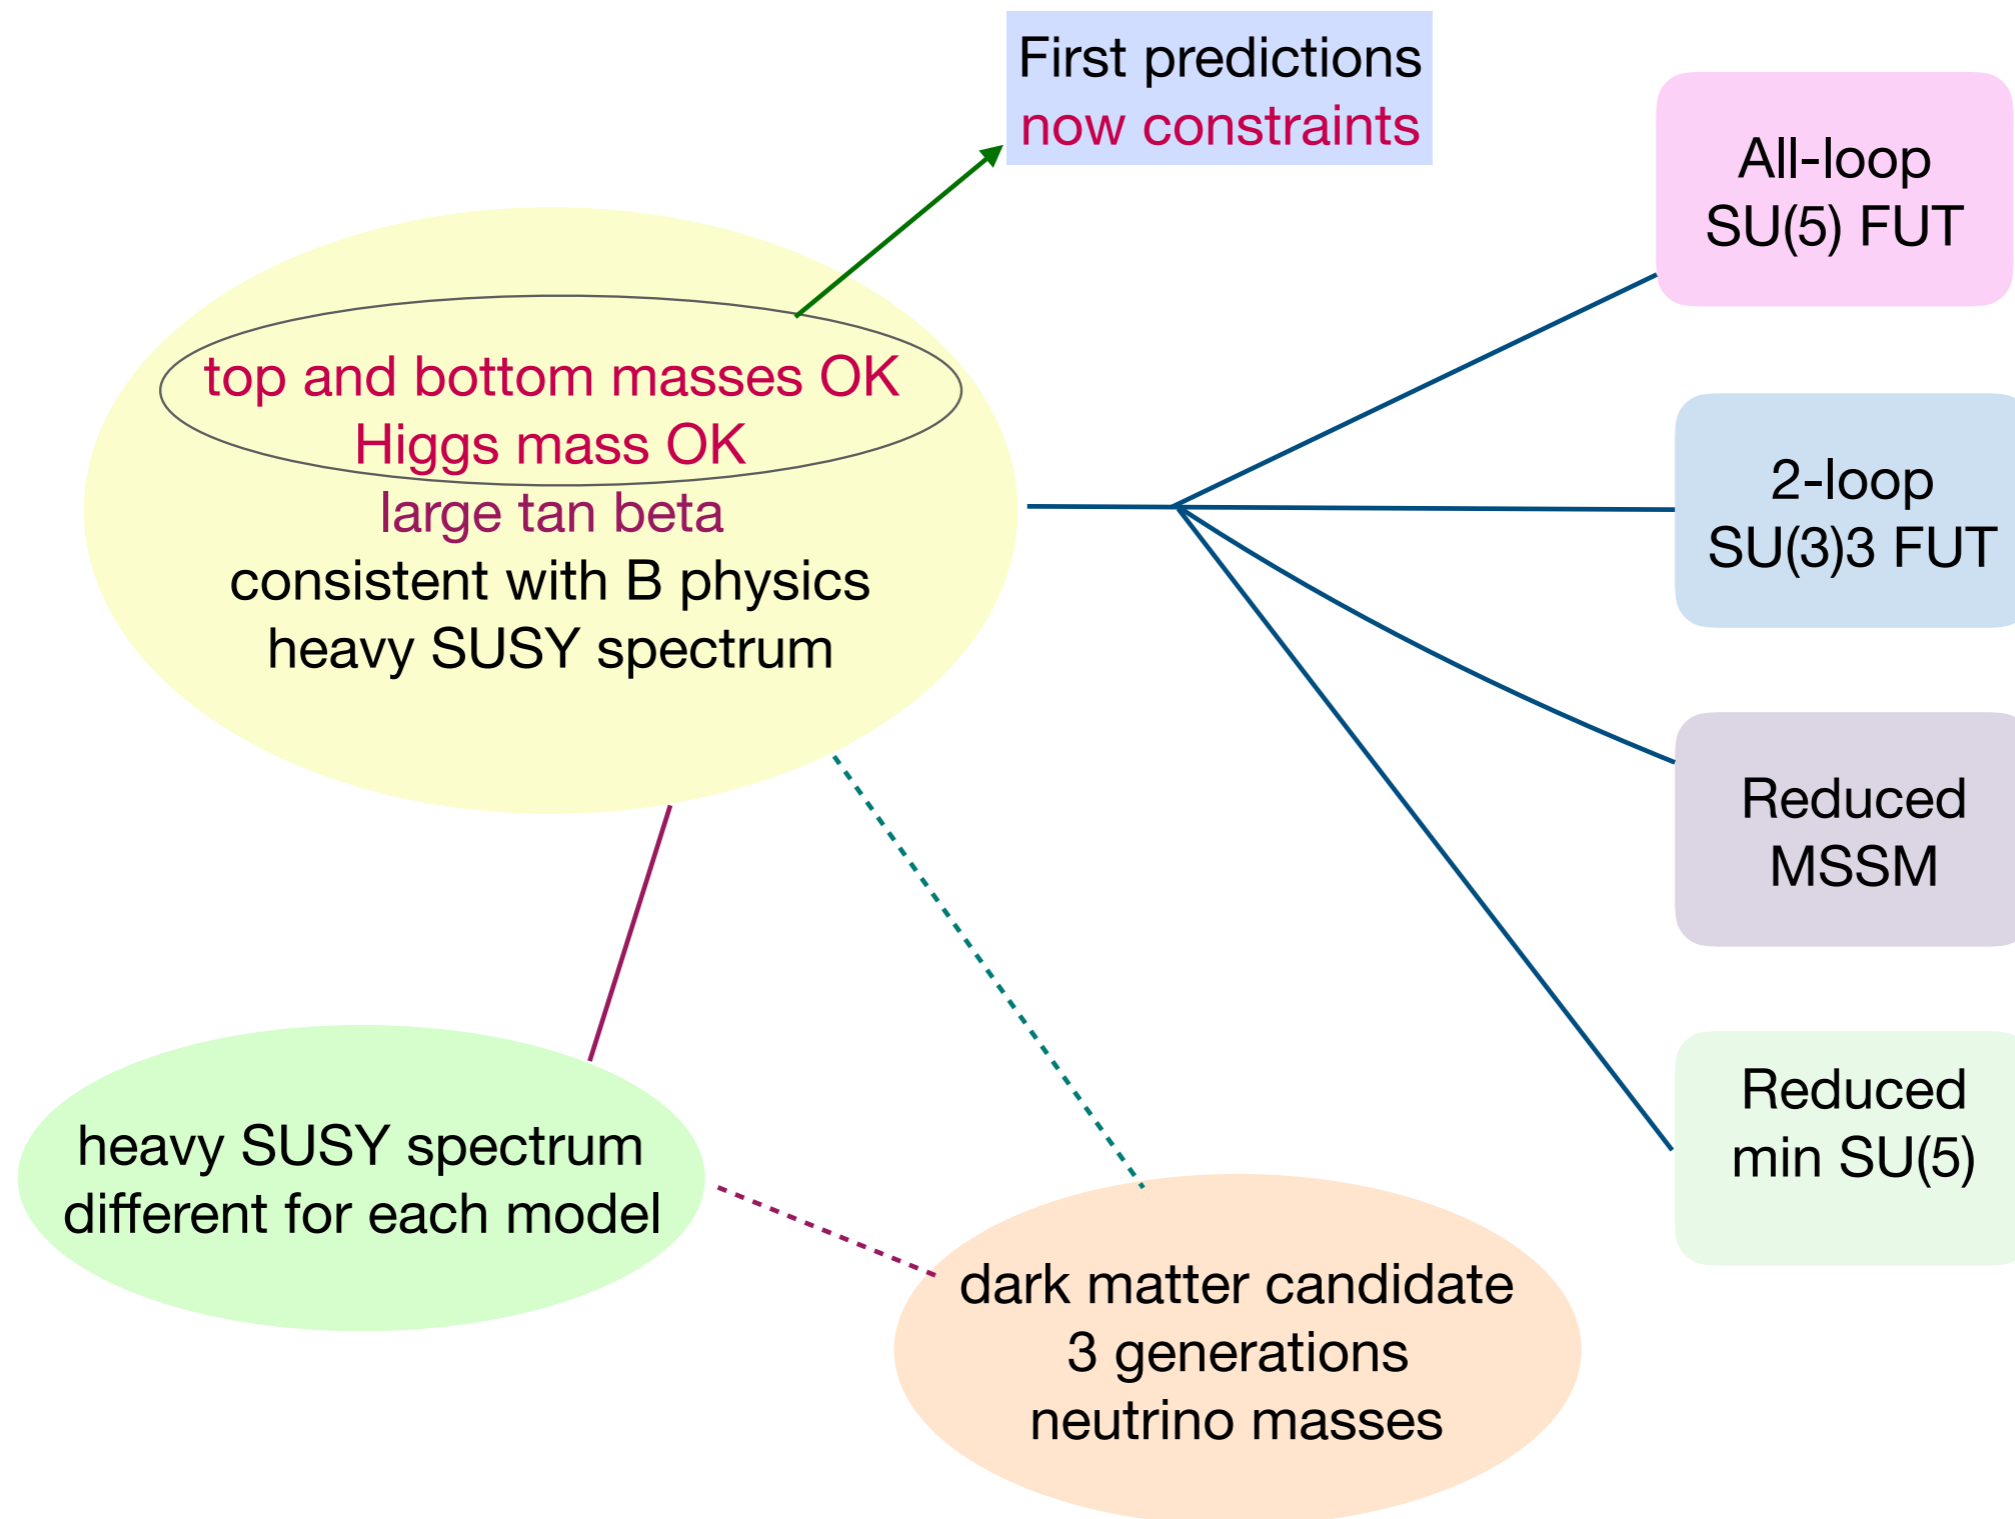 First predictions
now constraints
All-loop
SU(5) FUT
top and bottom masses OK
Higgs mass OK
large tan beta
consistent with B physics
heavy SUSY spectrum
2-loop
SU(3)3 FUT
Reduced
MSSM
Reduced
min SU(5)
heavy SUSY spectrum
different for each model
dark matter candidate
3 generations
neutrino masses